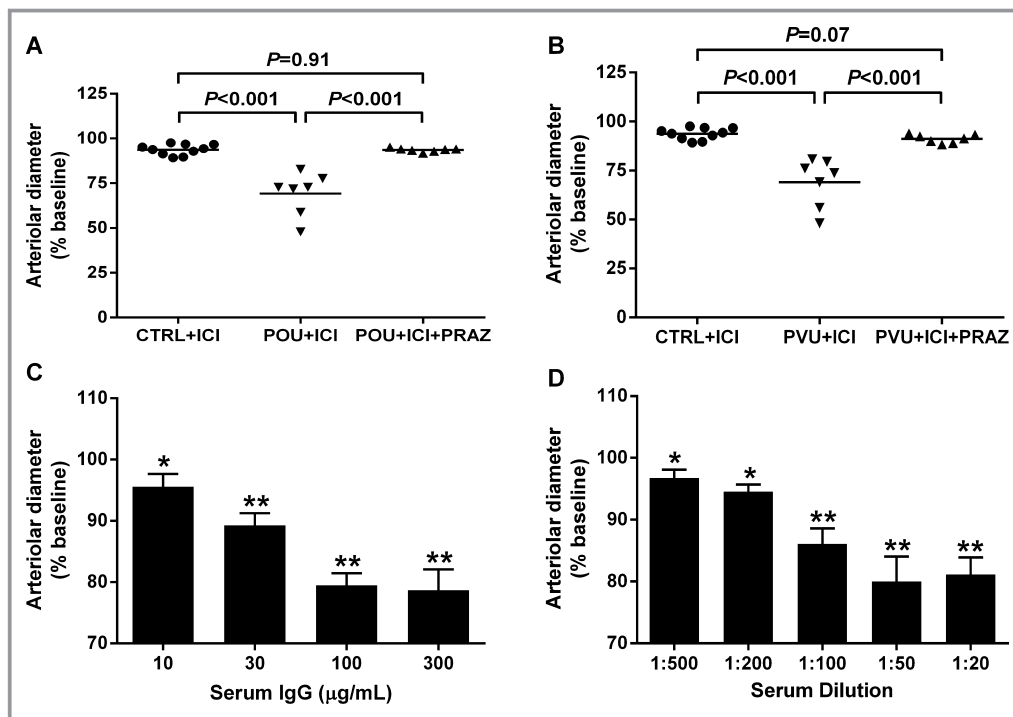 A
P=0.91
P<0.001 P<0.001
Arteriolar diameter
(% baseline)
125
100
75
50
25
0
CTRL+ICI POU+ICI POU+ICI+PRAZ
B
P=0.07
P<0.001 P<0.001
Arteriolar diameter
(% baseline)
125
100
75
50
25
0
CTRL+ICI PVU+ICI PVU+ICI+PRAZ
C
Arteriolar diameter
(% baseline)
110
100
90
80
70
* ** ** **
10 30 100 300
Serum IgG (μg/mL)
D
Arteriolar diameter
(% baseline)
110
100
90
80
70
* * ** ** **
1:500 1:200 1:100 1:50 1:20
Serum Dilution